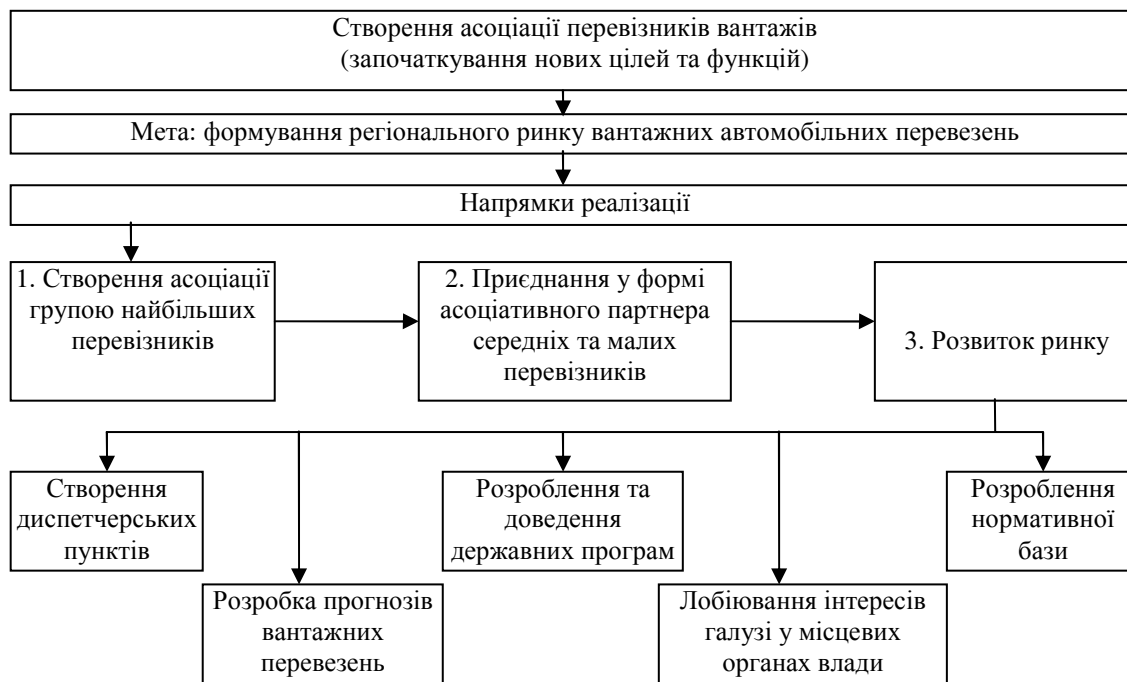 Створення асоціації перевізників вантажів
(започаткування нових цілей та функцій)
Мета: формування регіонального ринку вантажних автомобільних перевезень
Напрямки реалізації
1. Створення асоціації
групою найбільших
перевізників
2. Приєднання у формі
асоціативного партнера
середніх та малих
перевізників
3. Розвиток ринку
Створення
диспетчерських
пунктів
Розроблення та
доведення
державних програм
Розроблення
нормативної
бази
Розробка прогнозів
вантажних
перевезень
Лобіювання інтересів
галузі у місцевих
органах влади